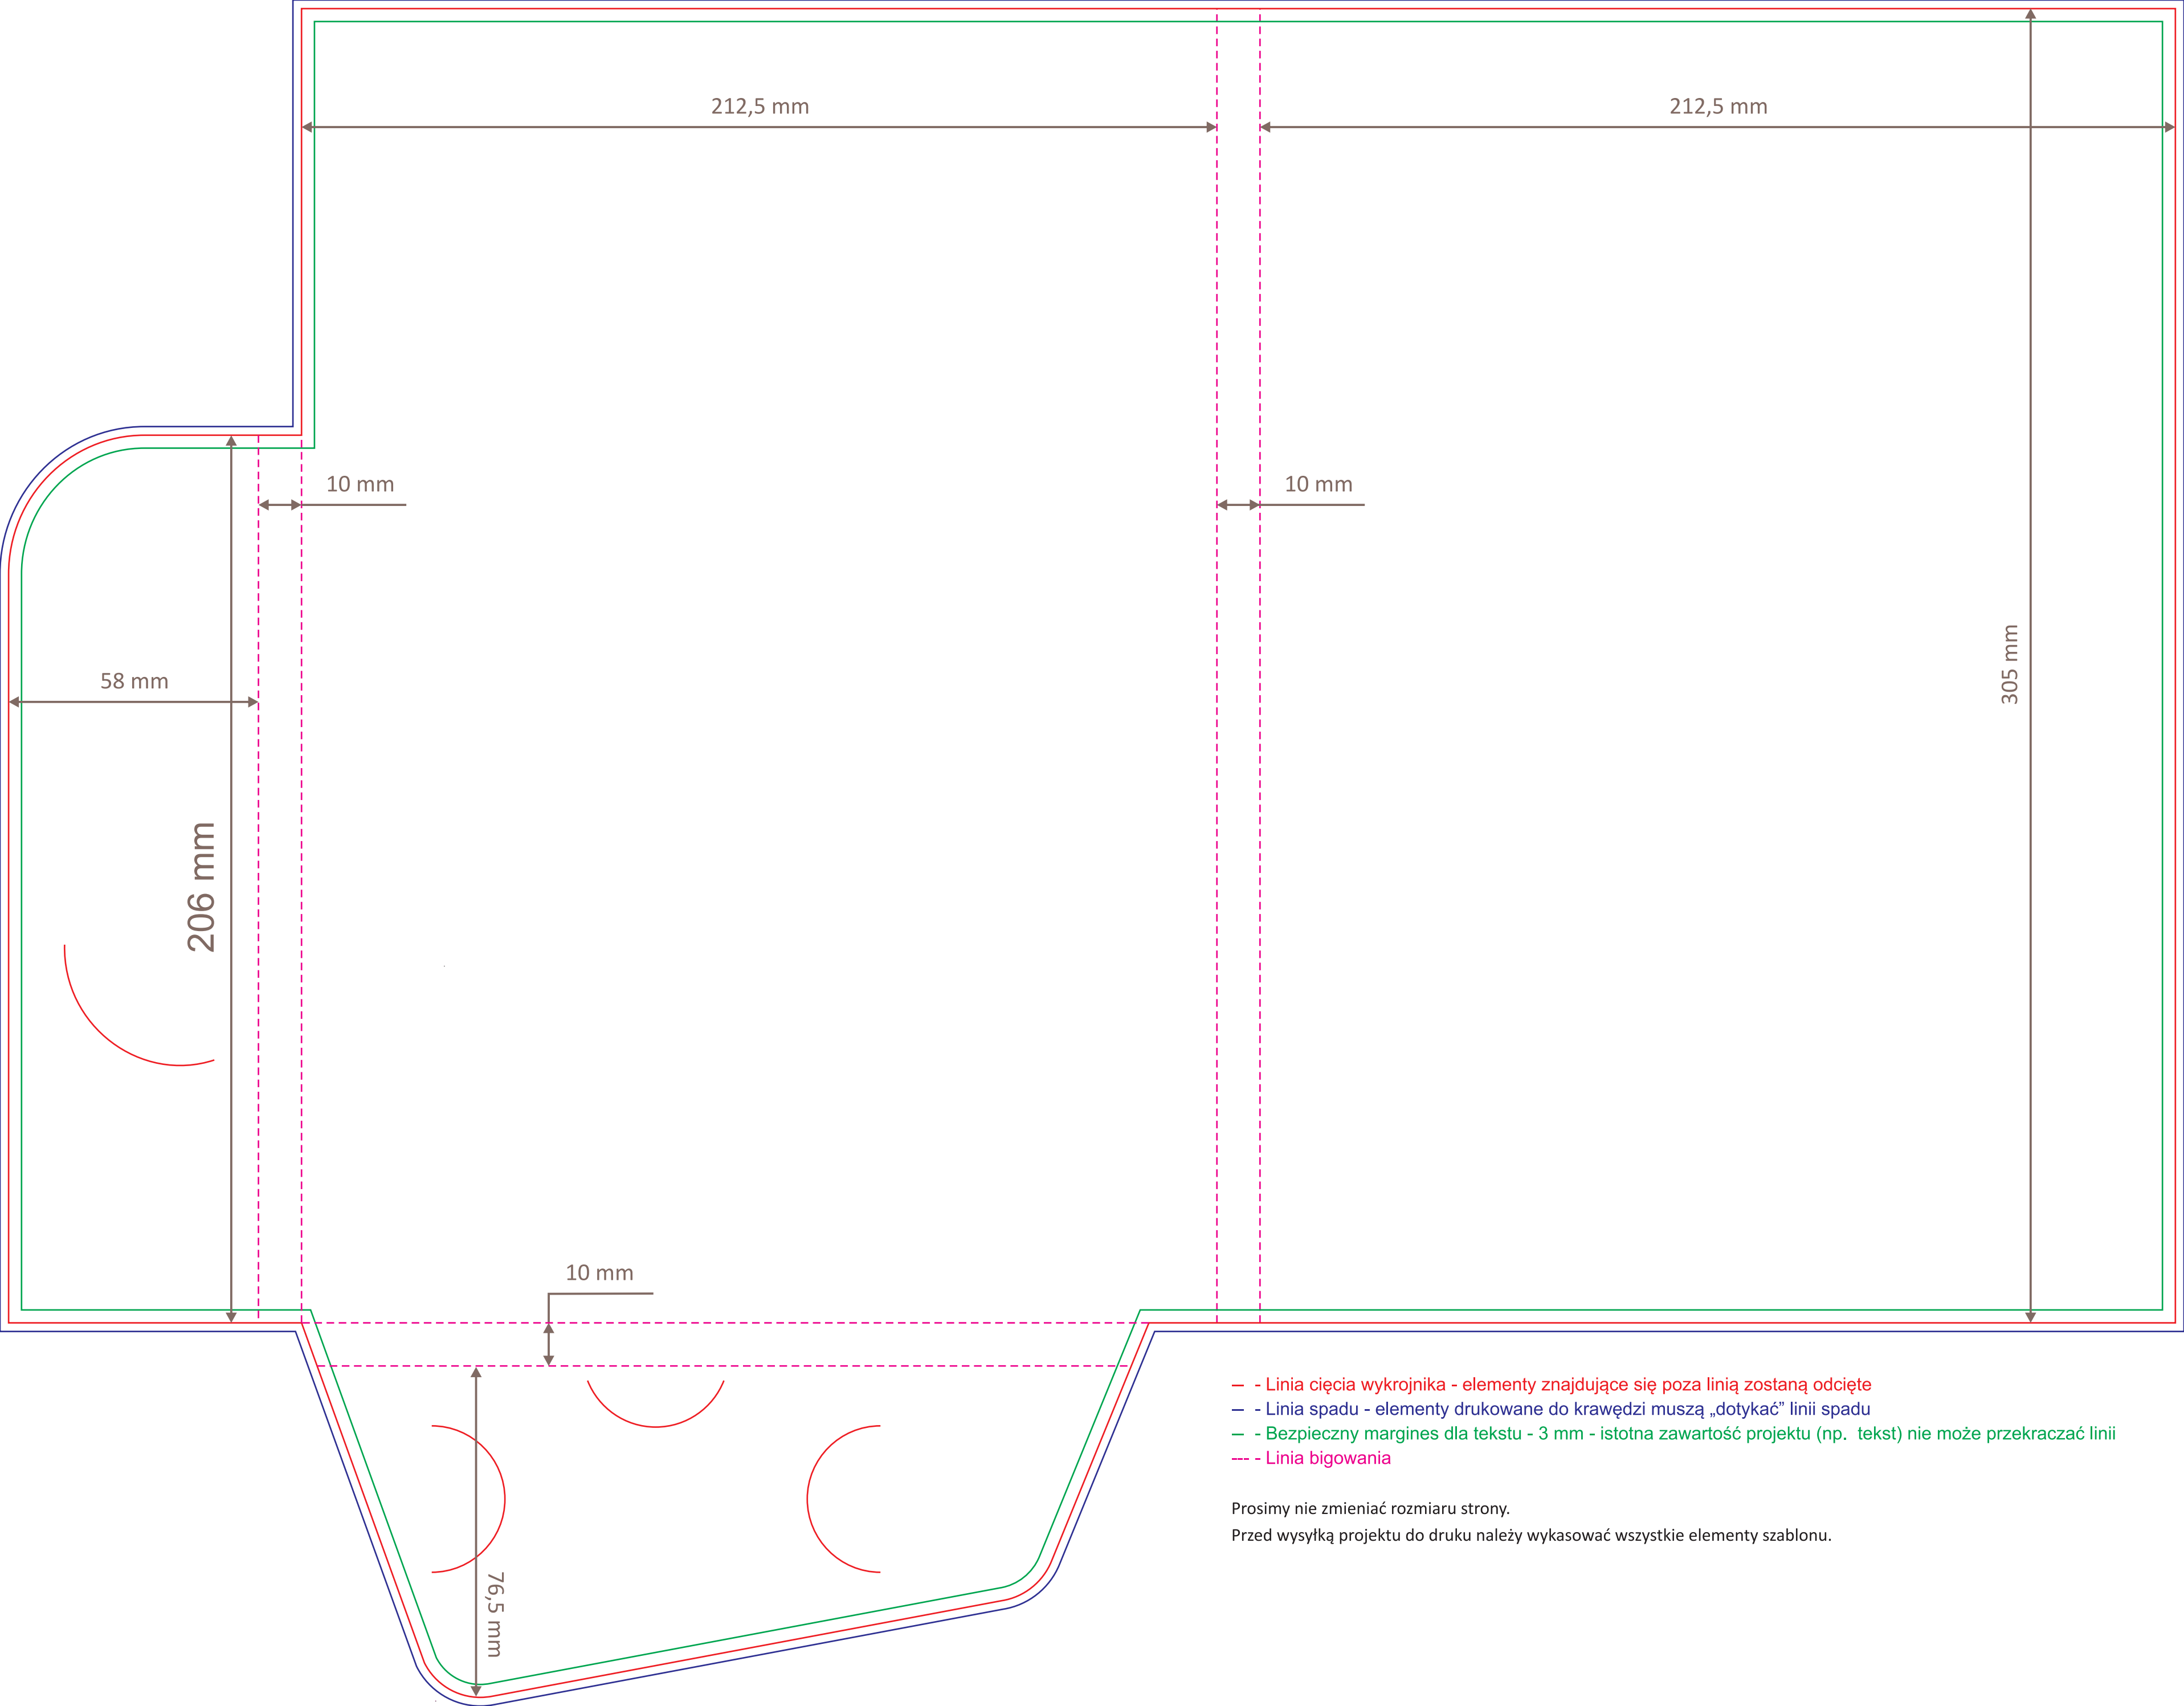 212,5 mm
212,5 mm
10 mm
10 mm
305 mm
58 mm
206 mm
10 mm
76,5 mm
— - Linia cięcia wykrojnika - elementy znajdujące się poza linią zostaną odcięte
— - Linia spadu - elementy drukowane do krawędzi muszą „dotykać” linii spadu
— - Bezpieczny margines dla tekstu - 3 mm - istotna zawartość projektu (np. tekst) nie może przekraczać linii
--- - Linia bigowania
Prosimy nie zmieniać rozmiaru strony.
Przed wysyłką projektu do druku należy wykasować wszystkie elementy szablonu.